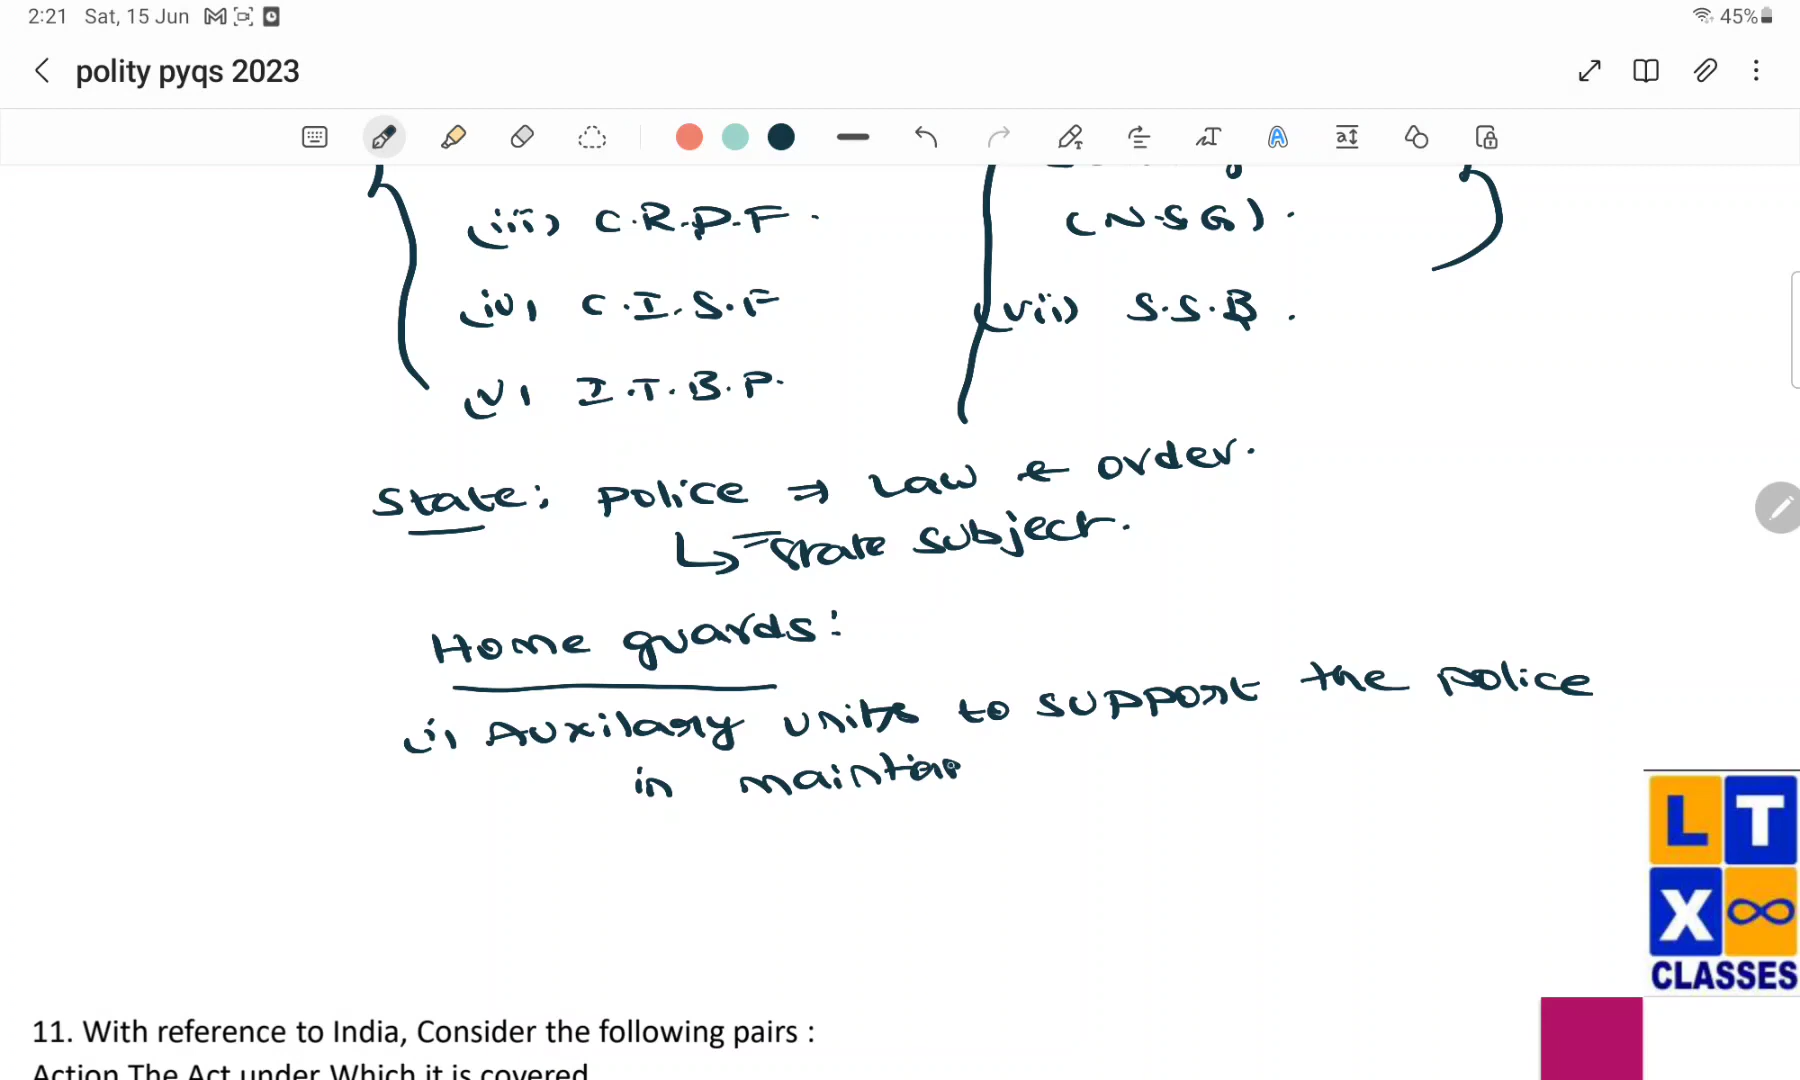 2:21 Sat, 15 Jun 45%
polity pyqs 2023
(iii) C.R.P.F.
(N.S.G).
(iv) C.I.S.F
(vii) S.S.B.
(v) I.T.B.P.
State: police ⇒ Law & order.
↳ State subject.
Home guards:
(i) Auxilary units to support the police
in maintain
L T
X ∞
CLASSES
11. With reference to India, Consider the following pairs :
Action The Act under Which it is covered